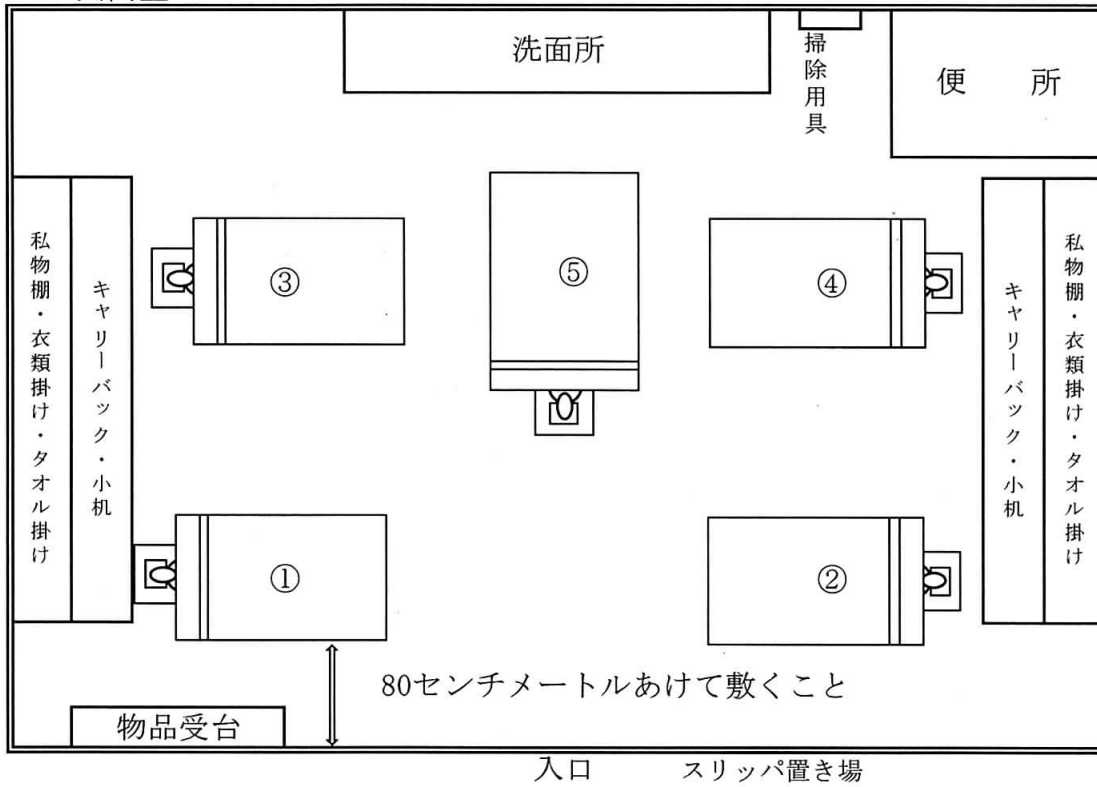 洗面所
掃除用具
便 所
私物棚・衣類掛け・タオル掛け
キャリーバック・小机
③
⑤
④
キャリーバック・小机
私物棚・衣類掛け・タオル掛け
①
②
80センチメートルあけて敷くこと
物品受台
入口 スリッパ置き場